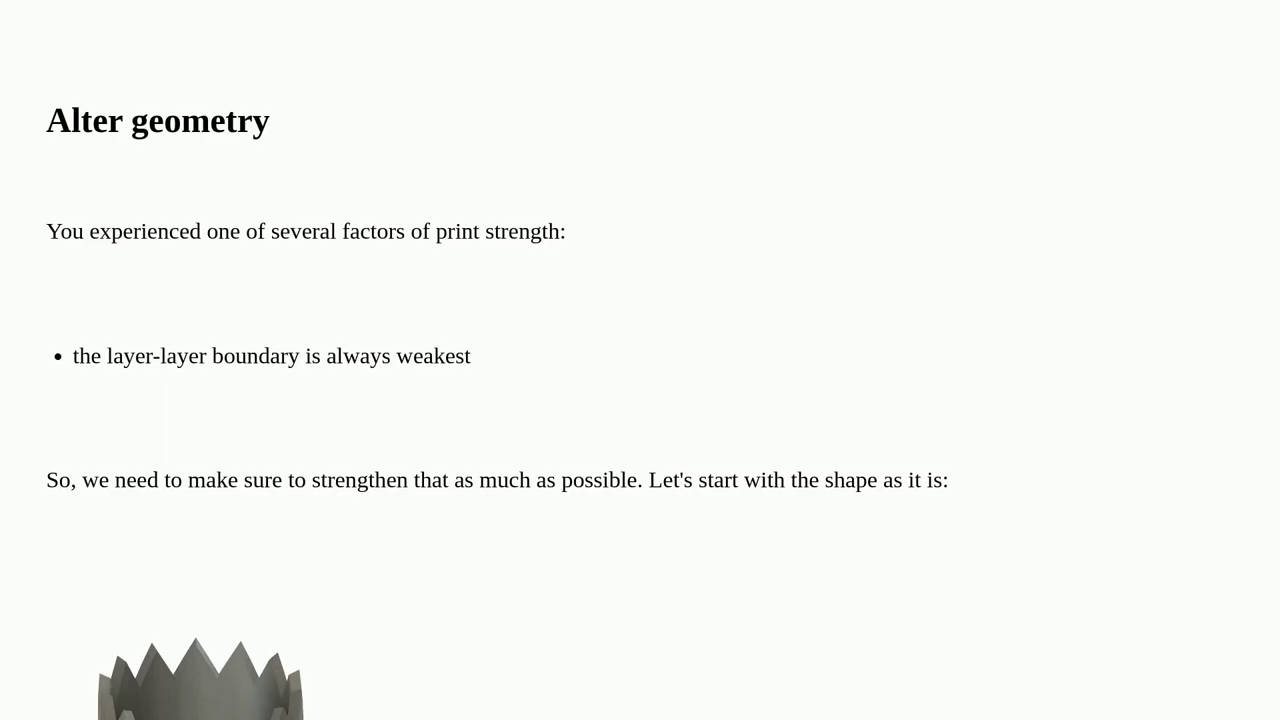 Alter geometry
You experienced one of several factors of print strength:
• the layer-layer boundary is always weakest
So, we need to make sure to strengthen that as much as possible. Let's start with the shape as it is: